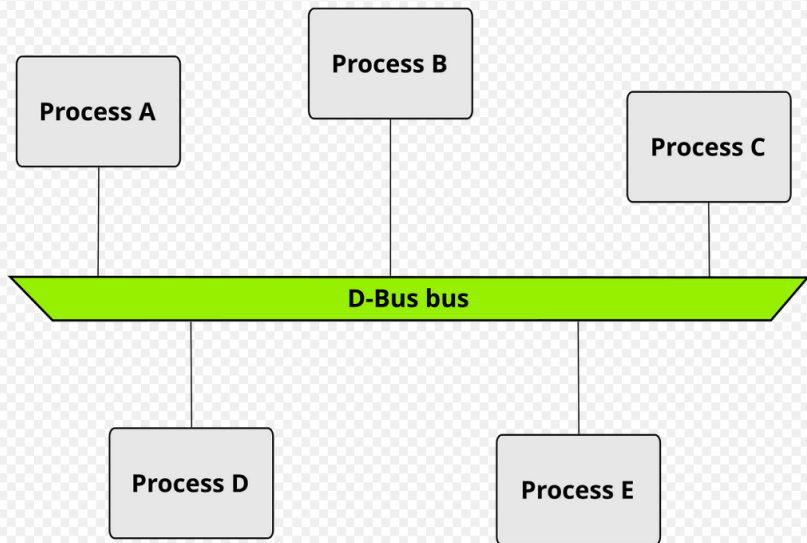 Process A
Process B
Process C
D-Bus bus
Process D
Process E